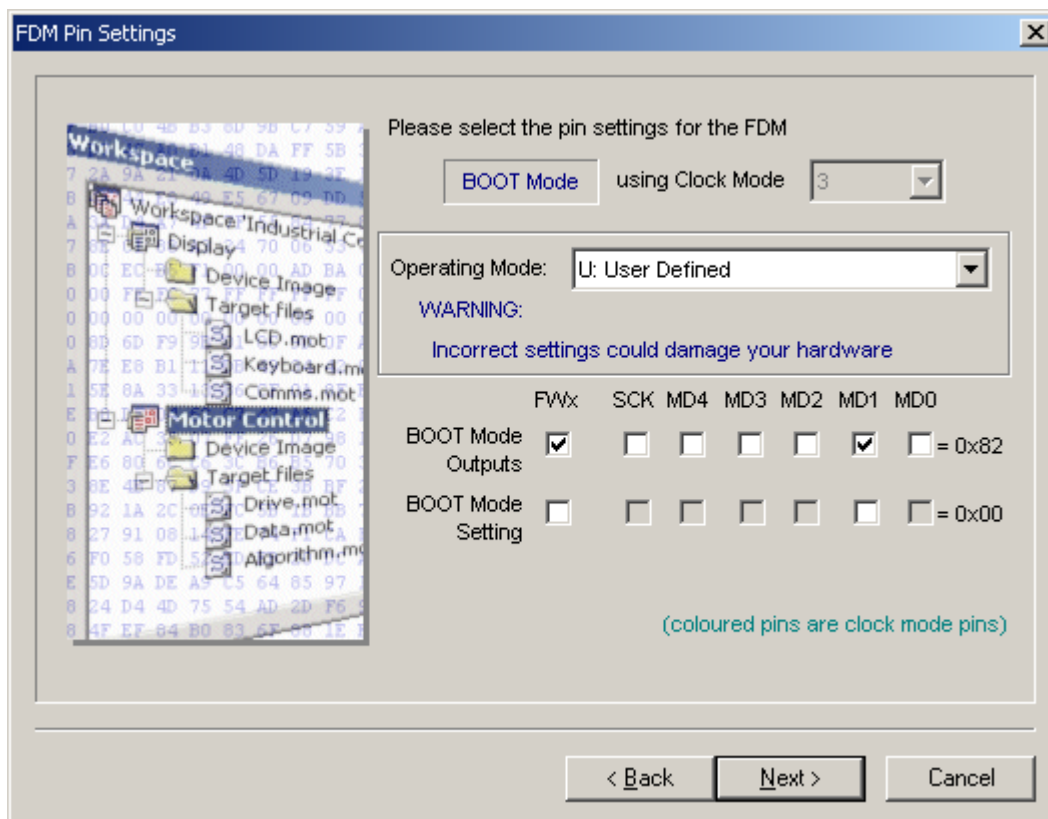 FDM Pin Settings
Please select the pin settings for the FDM
BOOT Mode using Clock Mode 3
Operating Mode: U: User Defined
WARNING:
Incorrect settings could damage your hardware
FWx SCK MD4 MD3 MD2 MD1 MD0
BOOT Mode
Outputs = 0x82
BOOT Mode
Setting = 0x00
(coloured pins are clock mode pins)
Workspace
Workspace 'Industrial Co
Display
Device Image
Target files
LCD.mot
Keyboard.m
Comms.mot
Motor Control
Device Image
Target files
Drive.mot
Data.mot
Algorithm.mo
< Back Next > Cancel